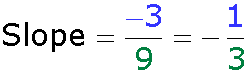 Slope = -3/9 = -1/3